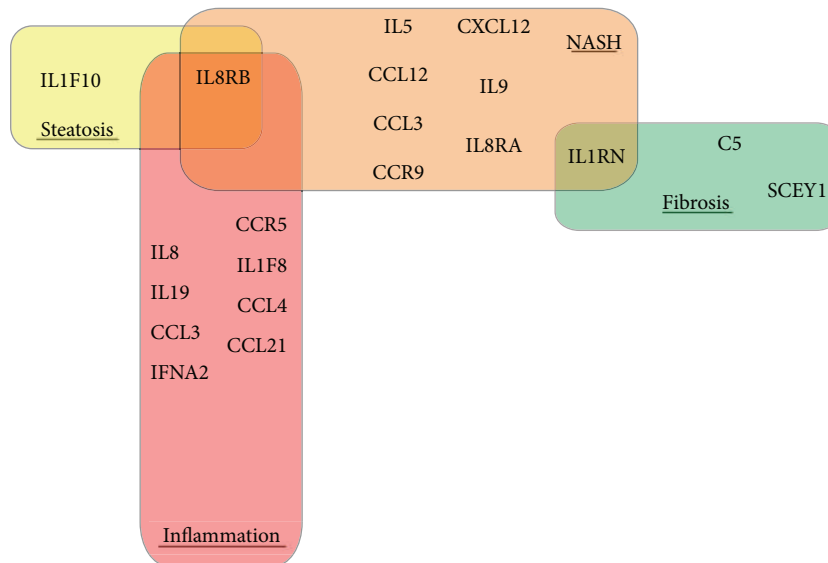 IL5
CXCL12
NASH
IL1F10
IL8RB
CCL12
IL9
Steatosis
CCL3
IL8RA
CCR9
IL1RN
C5
SCEY1
Fibrosis
CCR5
IL8
IL1F8
IL19
CCL4
CCL3
CCL21
IFNA2
Inflammation